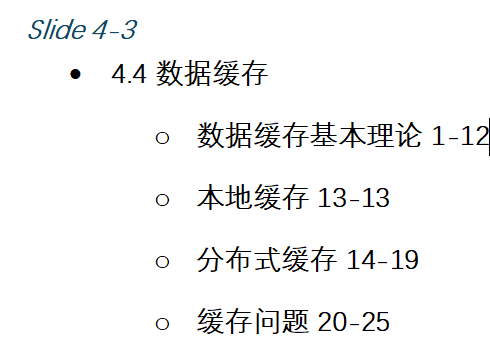 Slide 4-3
• 4.4 数据缓存
○ 数据缓存基本理论 1-12
○ 本地缓存 13-13
○ 分布式缓存 14-19
○ 缓存问题 20-25